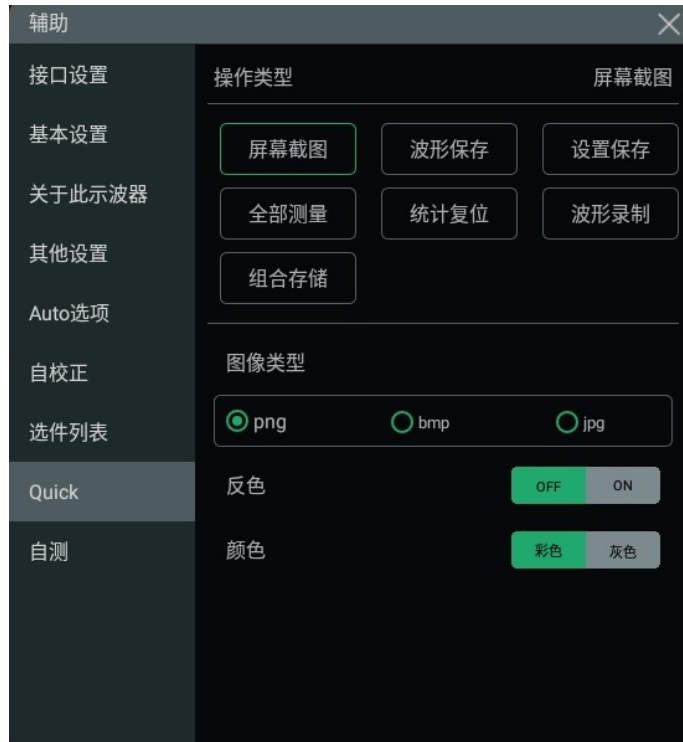 辅助
接口设置
基本设置
关于此示波器
其他设置
Auto选项
自校正
选件列表
Quick
自测
操作类型 屏幕截图
屏幕截图 波形保存 设置保存
全部测量 统计复位 波形录制
组合存储
图像类型
png bmp jpg
反色 OFF ON
颜色 彩色 灰色